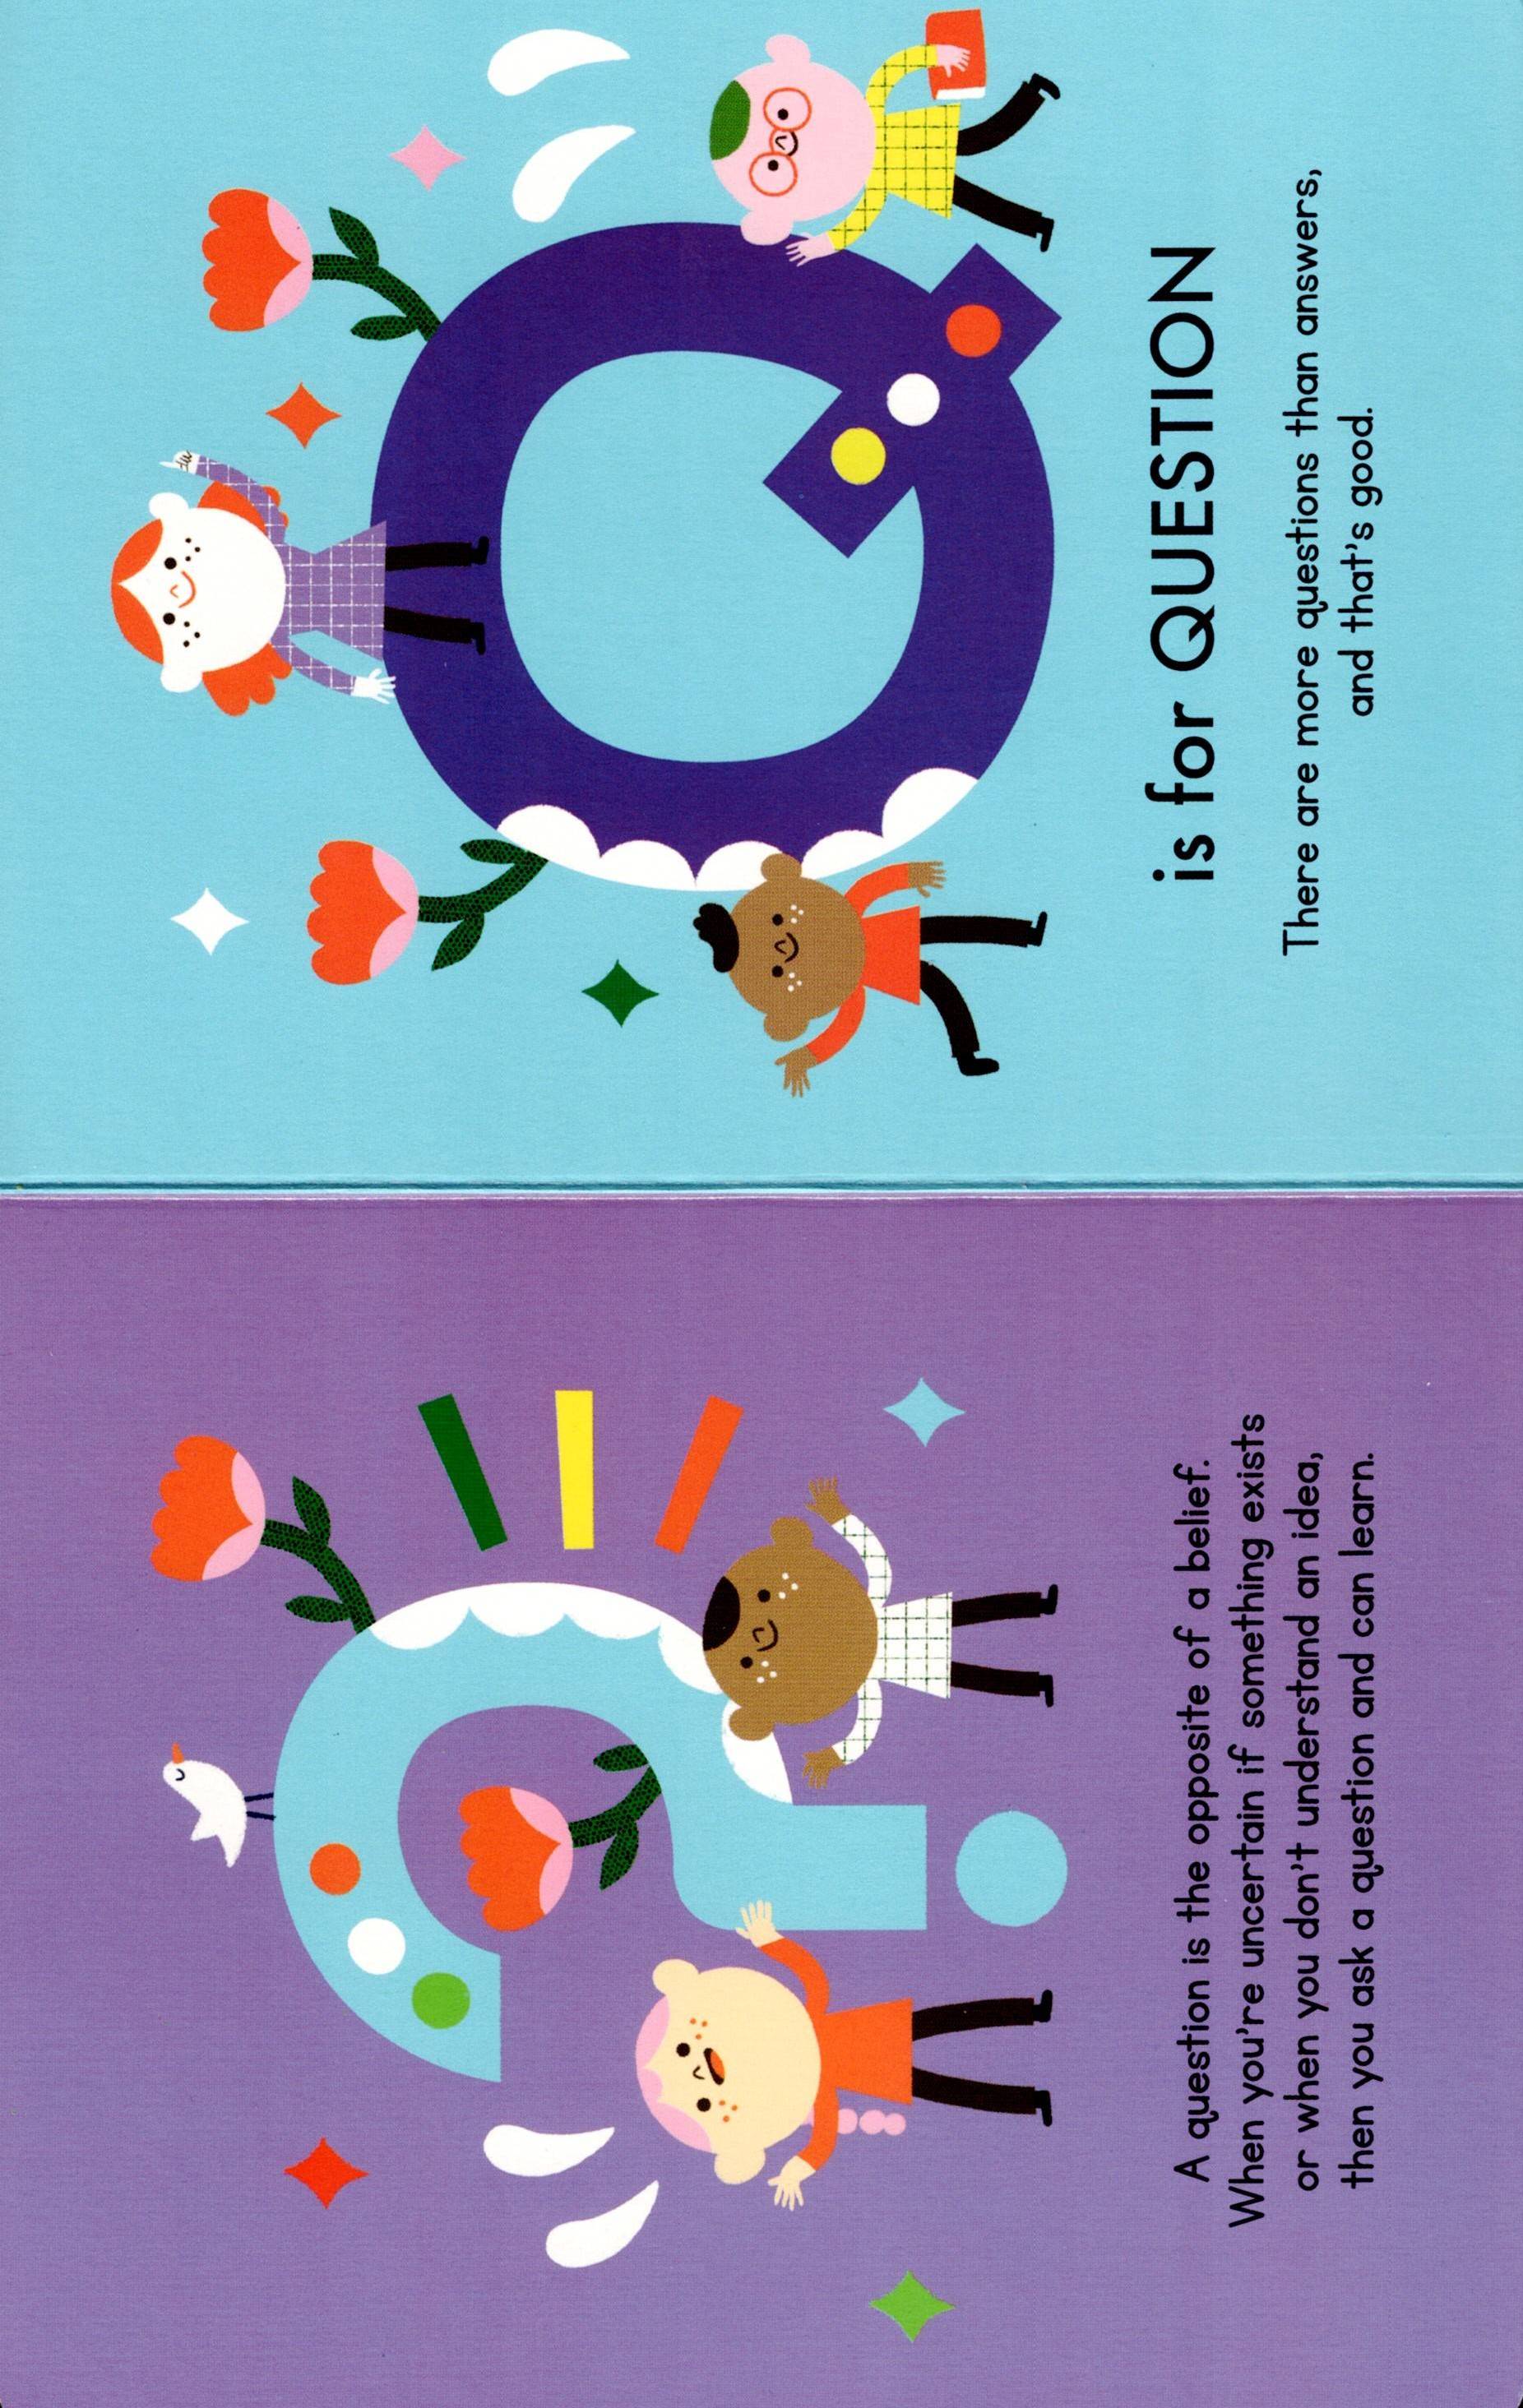 A question is the opposite of a belief.
When you're uncertain if something exists
or when you don't understand an idea,
then you ask a question and can learn.
Q
is for QUESTION
There are more questions than answers,
and that's good.